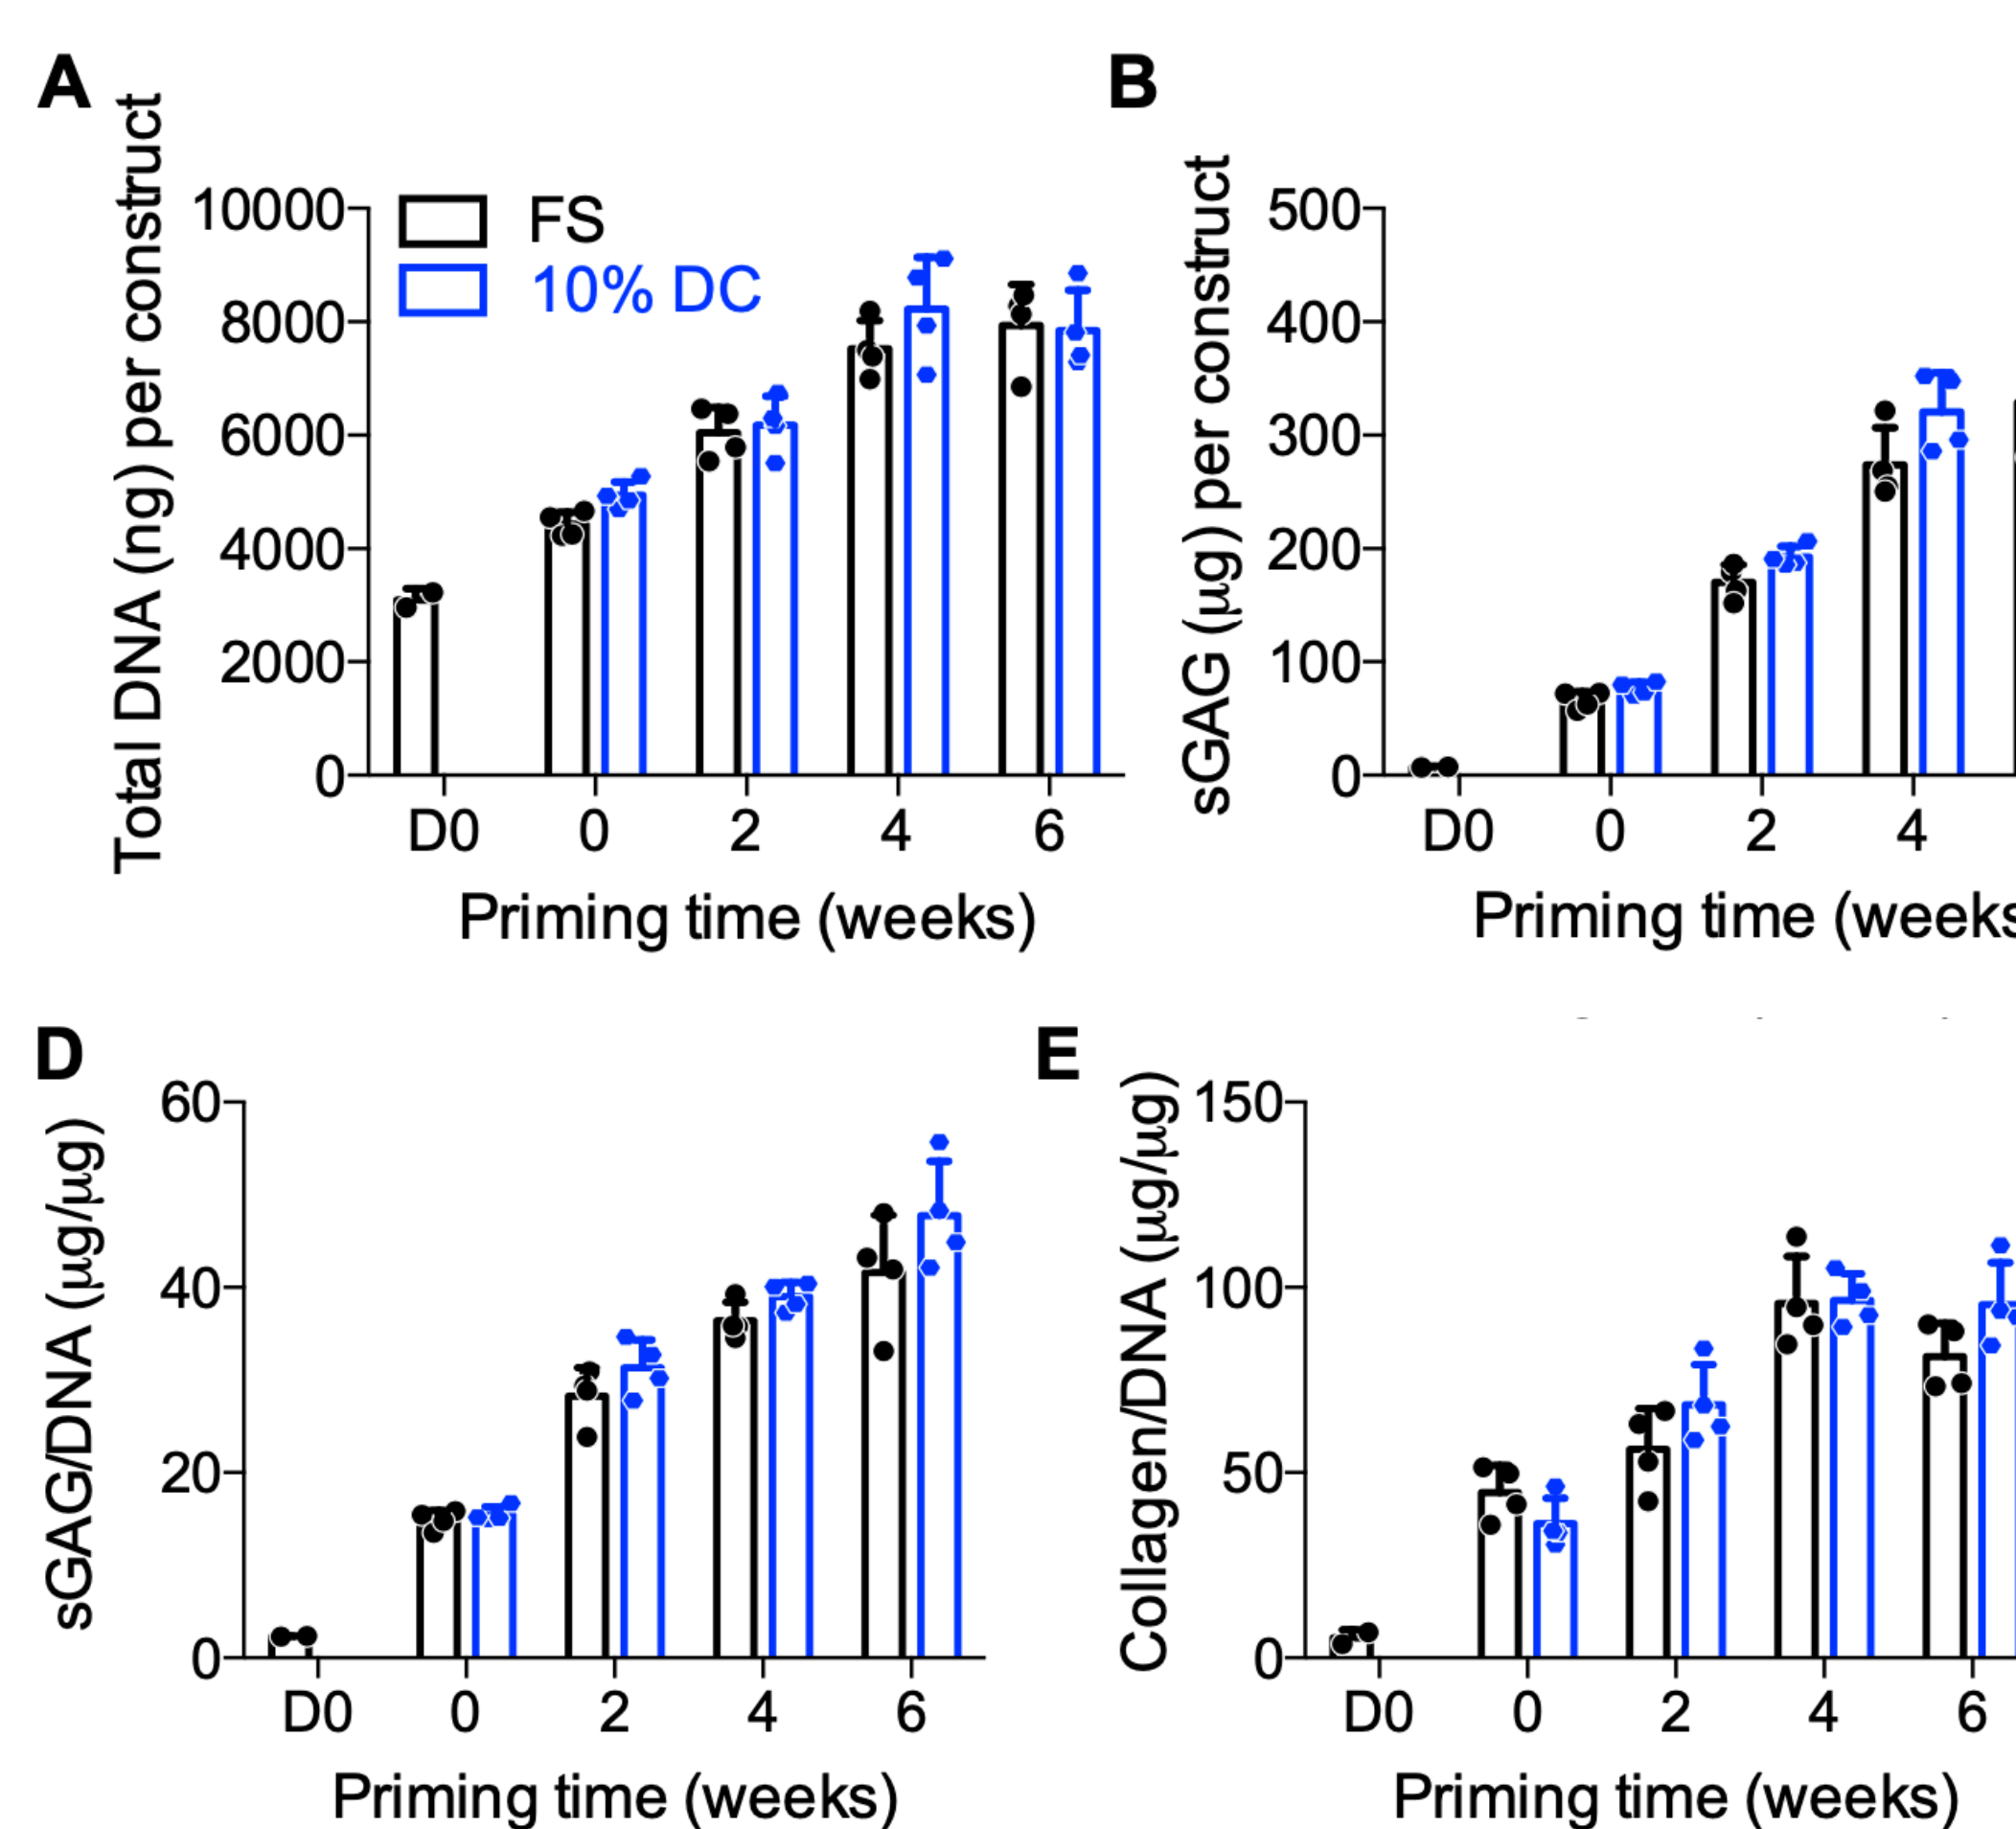 A
Total DNA (ng) per construct
10000
8000
6000
4000
2000
0
FS
10% DC
D0 0 2 4 6
Priming time (weeks)
B
sGAG (µg) per construct
500
400
300
200
100
0
D0 0 2 4
Priming time (weeks
D
sGAG/DNA (µg/µg)
60
40
20
0
D0 0 2 4 6
Priming time (weeks)
E
Collagen/DNA (µg/µg)
150
100
50
0
D0 0 2 4 6
Priming time (weeks)